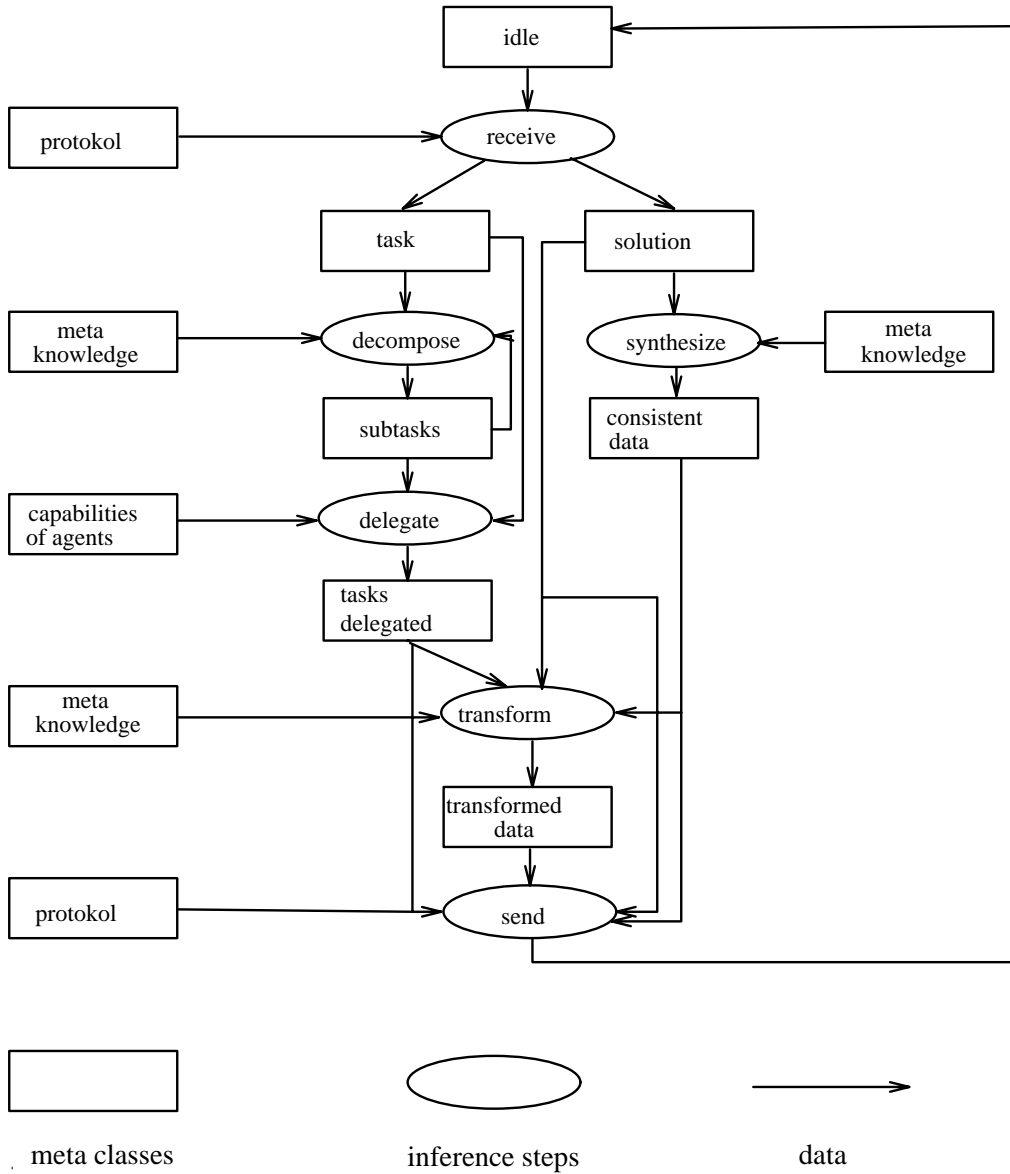 idle
protokol
receive
task
solution
meta
knowledge
decompose
synthesize
meta
knowledge
subtasks
consistent
data
capabilities
of agents
delegate
tasks
delegated
meta
knowledge
transform
transformed
data
protokol
send
meta classes
inference steps
data